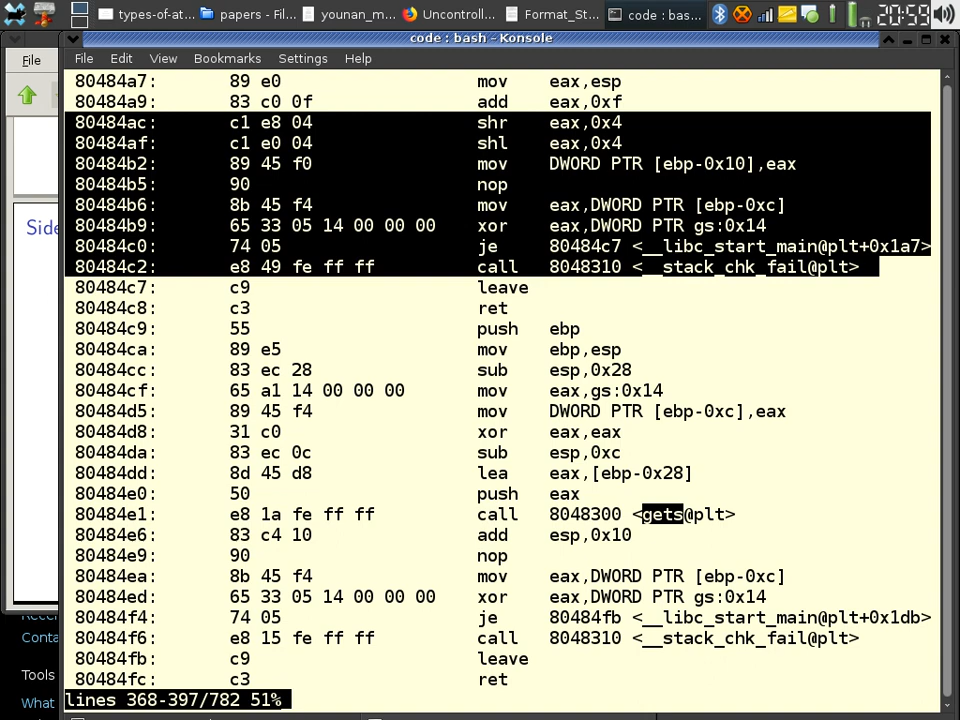 types-of-at...
papers - Fil...
younan_m...
Uncontroll...
Format_St...
code : bas...
20:59
code : bash - Konsole
File
File Edit View Bookmarks Settings Help
80484a7: 89 e0 mov eax,esp
80484a9: 83 c0 0f add eax,0xf
80484ac: c1 e8 04 shr eax,0x4
80484af: c1 e0 04 shl eax,0x4
80484b2: 89 45 f0 mov DWORD PTR [ebp-0x10],eax
80484b5: 90 nop
80484b6: 8b 45 f4 mov eax,DWORD PTR [ebp-0xc]
80484b9: 65 33 05 14 00 00 00 xor eax,DWORD PTR gs:0x14
80484c0: 74 05 je 80484c7 <__libc_start_main@plt+0x1a7>
80484c2: e8 49 fe ff ff call 8048310 <__stack_chk_fail@plt>
80484c7: c9 leave
80484c8: c3 ret
80484c9: 55 push ebp
80484ca: 89 e5 mov ebp,esp
80484cc: 83 ec 28 sub esp,0x28
80484cf: 65 a1 14 00 00 00 mov eax,gs:0x14
80484d5: 89 45 f4 mov DWORD PTR [ebp-0xc],eax
80484d8: 31 c0 xor eax,eax
80484da: 83 ec 0c sub esp,0xc
80484dd: 8d 45 d8 lea eax,[ebp-0x28]
80484e0: 50 push eax
80484e1: e8 1a fe ff ff call 8048300 <gets@plt>
80484e6: 83 c4 10 add esp,0x10
80484e9: 90 nop
80484ea: 8b 45 f4 mov eax,DWORD PTR [ebp-0xc]
80484ed: 65 33 05 14 00 00 00 xor eax,DWORD PTR gs:0x14
80484f4: 74 05 je 80484fb <__libc_start_main@plt+0x1db>
80484f6: e8 15 fe ff ff call 8048310 <__stack_chk_fail@plt>
80484fb: c9 leave
80484fc: c3 ret
lines 368-397/782 51%
Side
Conta
Tools
What